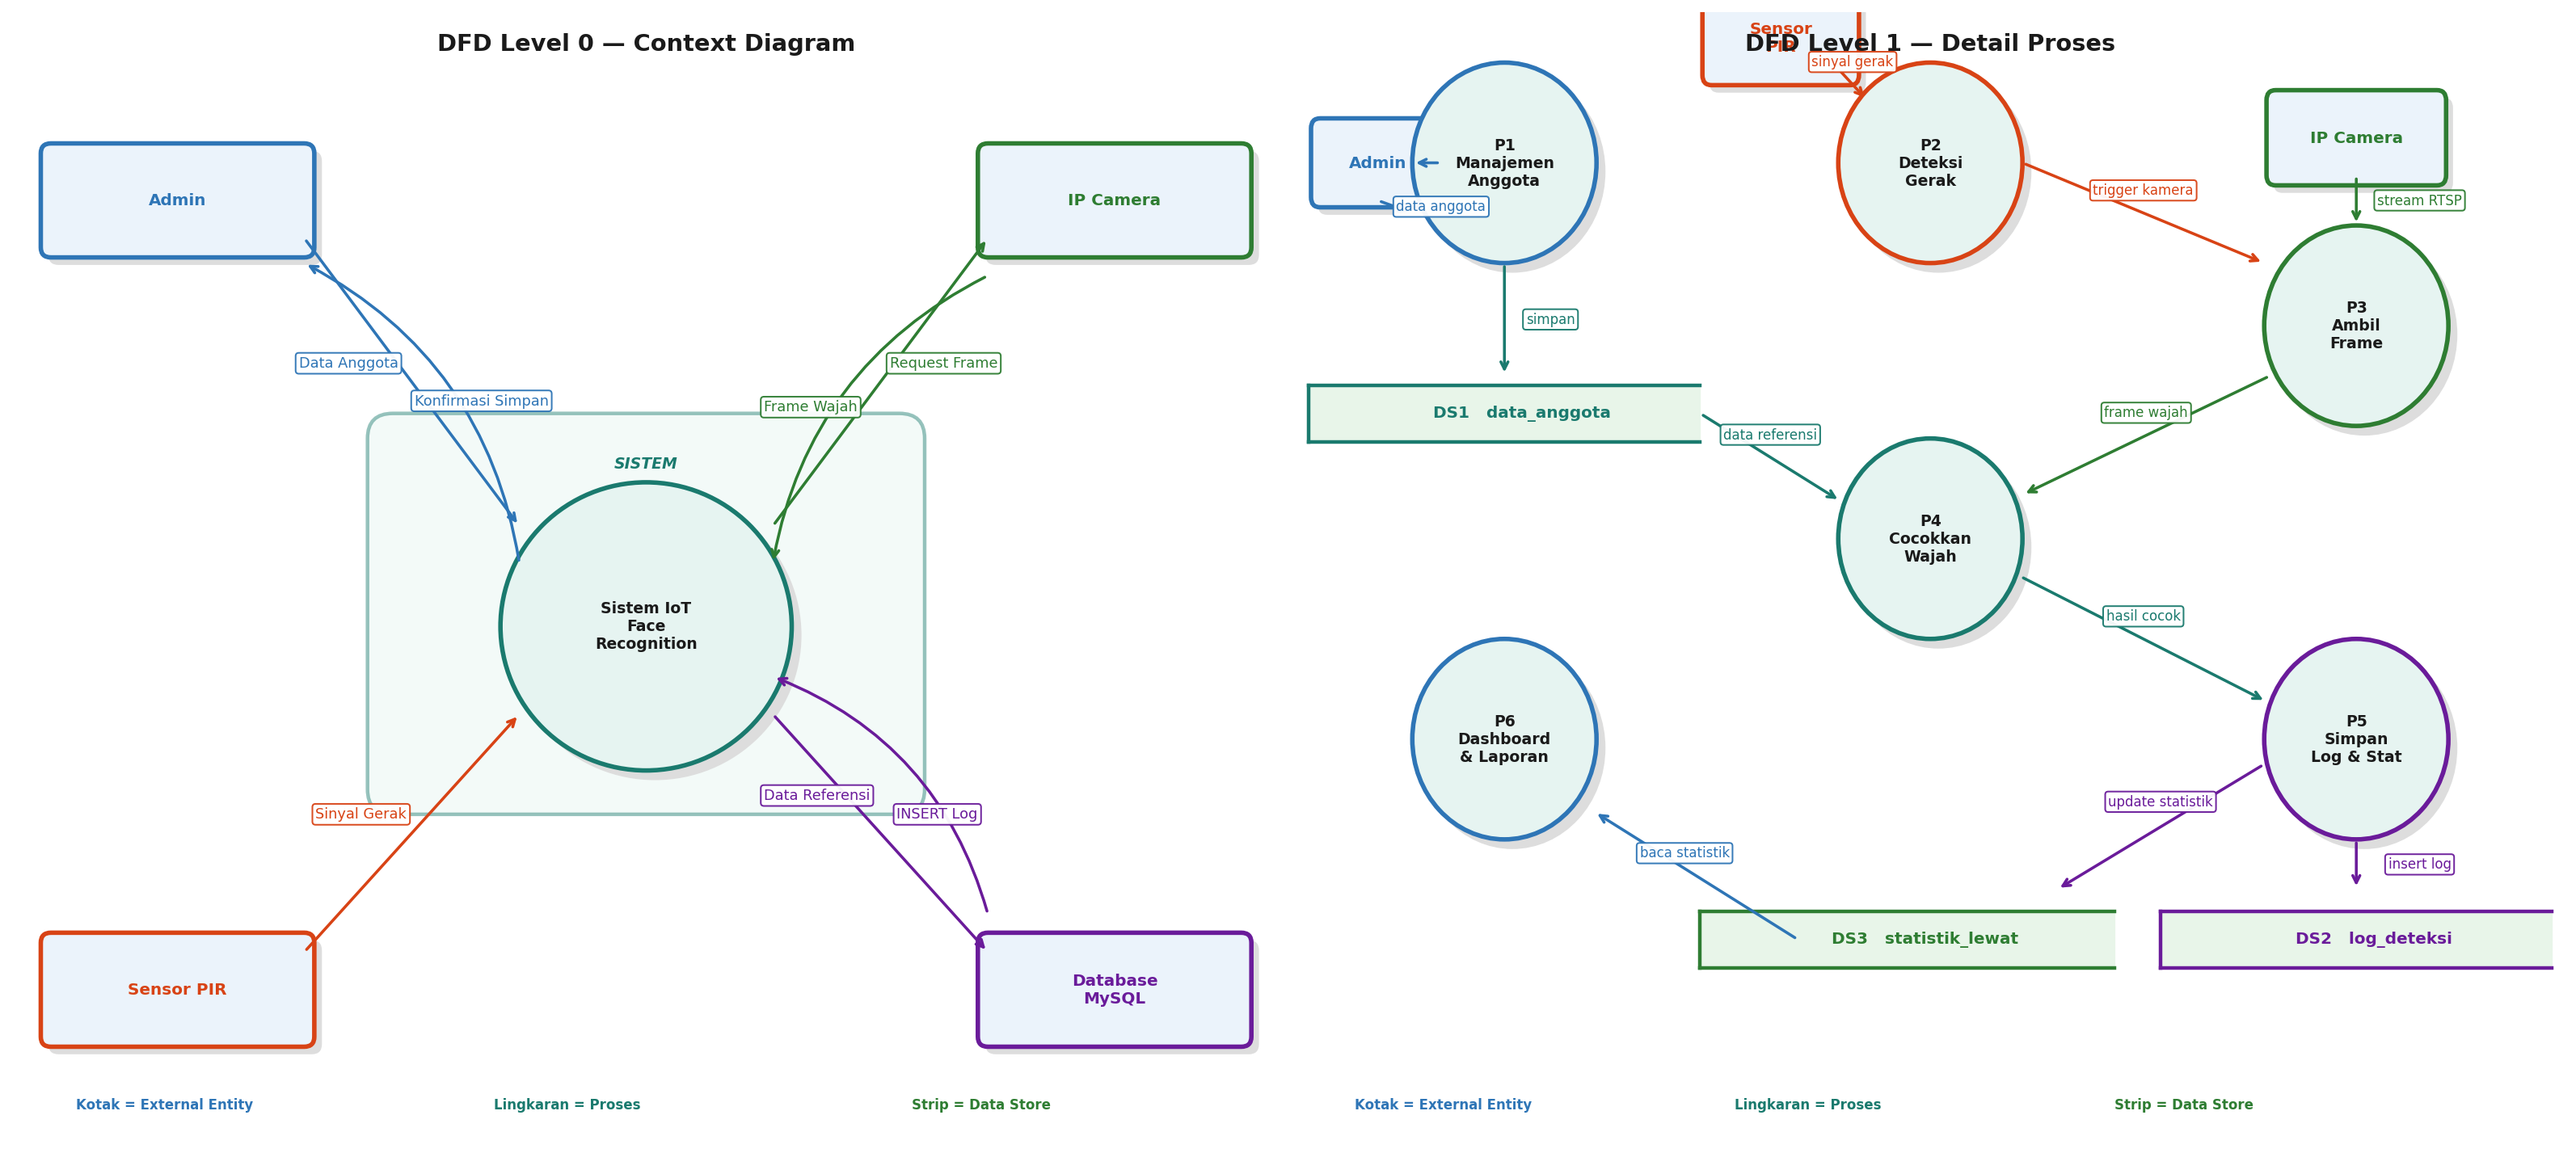 DFD Level 0 — Context Diagram
Admin
IP Camera
Data Anggota
Request Frame
Konfirmasi Simpan
Frame Wajah
SISTEM
Sistem IoT
Face
Recognition
Data Referensi
INSERT Log
Sinyal Gerak
Sensor PIR
Database
MySQL
Kotak = External Entity
Lingkaran = Proses
Strip = Data Store
DFD Level 1 — Detail Proses
Sensor
PIR
sinyal gerak
Admin
P1
Manajemen
Anggota
data anggota
P2
Deteksi
Gerak
IP Camera
trigger kamera
stream RTSP
simpan
P3
Ambil
Frame
DS1 data_anggota
data referensi
frame wajah
P4
Cocokkan
Wajah
hasil cocok
P6
Dashboard
& Laporan
P5
Simpan
Log & Stat
update statistik
baca statistik
insert log
DS3 statistik_lewat
DS2 log_deteksi
Kotak = External Entity
Lingkaran = Proses
Strip = Data Store